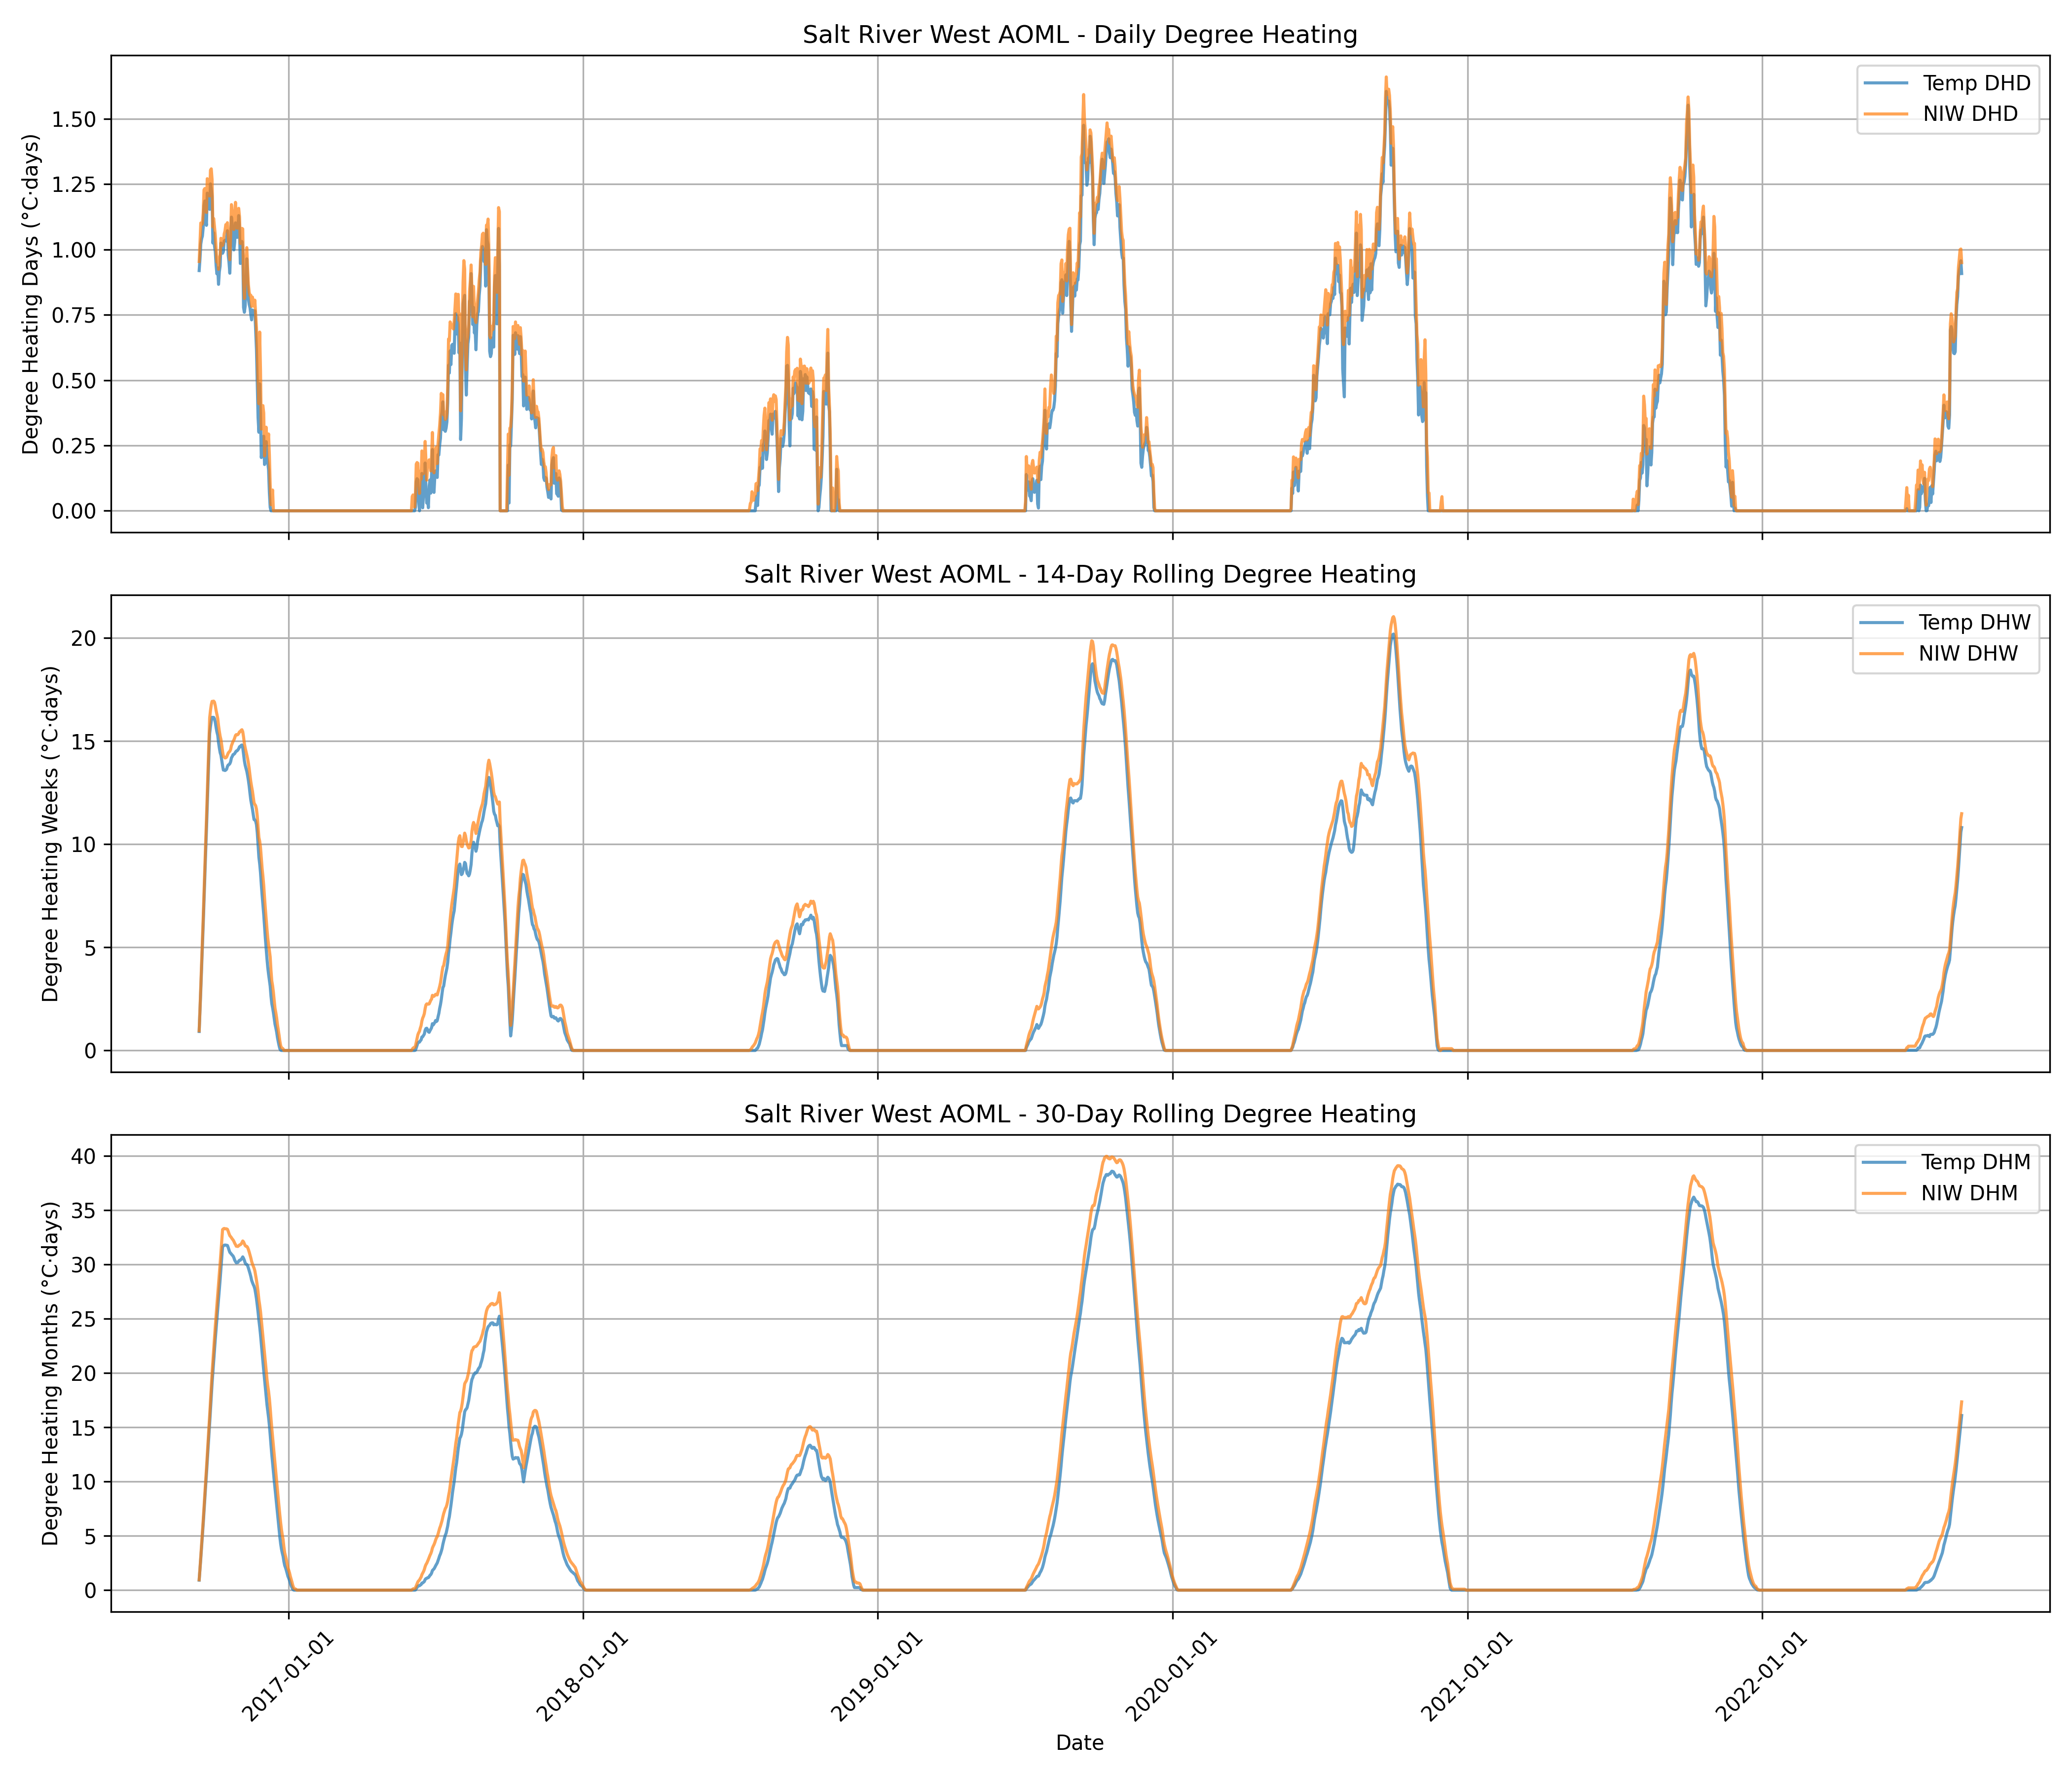 Salt River West AOML - Daily Degree Heating
Degree Heating Days (°C·days)
1.50
1.25
1.00
0.75
0.50
0.25
0.00
Temp DHD
NIW DHD
Salt River West AOML - 14-Day Rolling Degree Heating
Degree Heating Weeks (°C·days)
20
15
10
5
0
Temp DHW
NIW DHW
Salt River West AOML - 30-Day Rolling Degree Heating
Degree Heating Months (°C·days)
40
35
30
25
20
15
10
5
0
Temp DHM
NIW DHM
2017-01-01
2018-01-01
2019-01-01
2020-01-01
2021-01-01
2022-01-01
Date